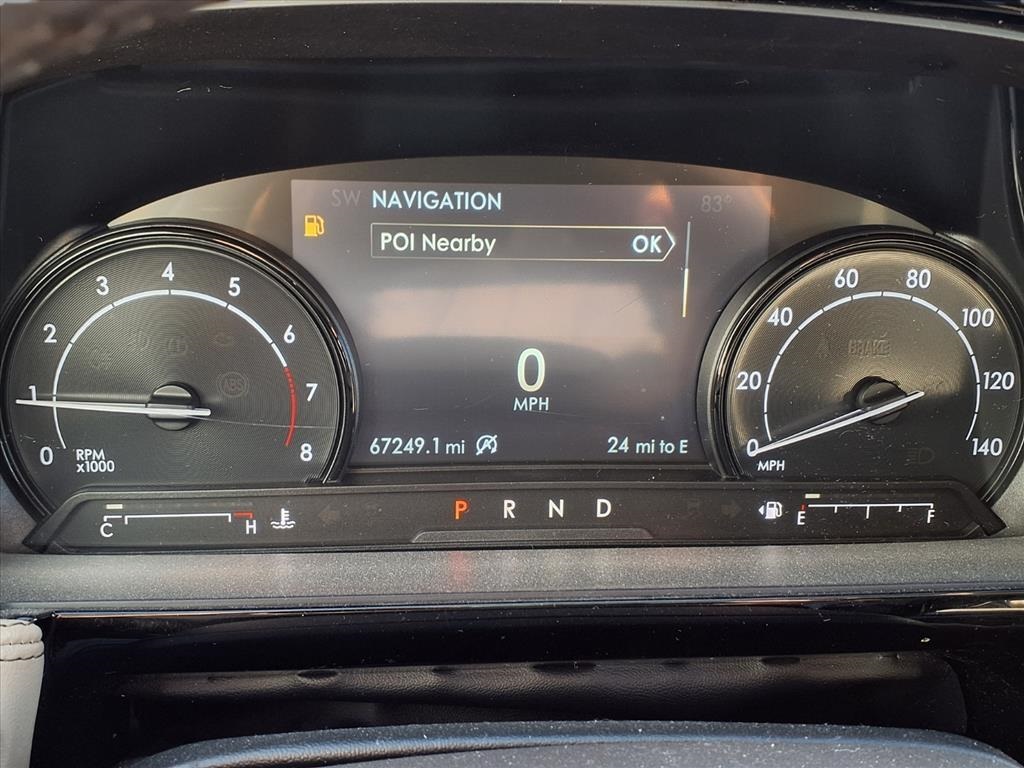 SW NAVIGATION 83°
POI Nearby OK
0
MPH
67249.1 mi 24 mi to E
0 1 2 3 4 5 6 7 8
RPM
x1000
ABS
0 20 40 60 80 100 120 140
MPH
BRAKE
C H
P R N D
E F